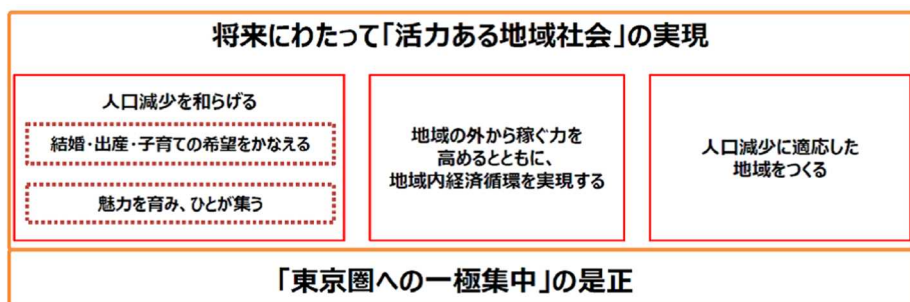 将来にわたって「活力ある地域社会」の実現
人口減少を和らげる
結婚・出産・子育ての希望をかなえる
魅力を育み、ひとが集う
地域の外から稼ぐ力を
高めるとともに、
地域内経済循環を実現する
人口減少に適応した
地域をつくる
「東京圏への一極集中」の是正